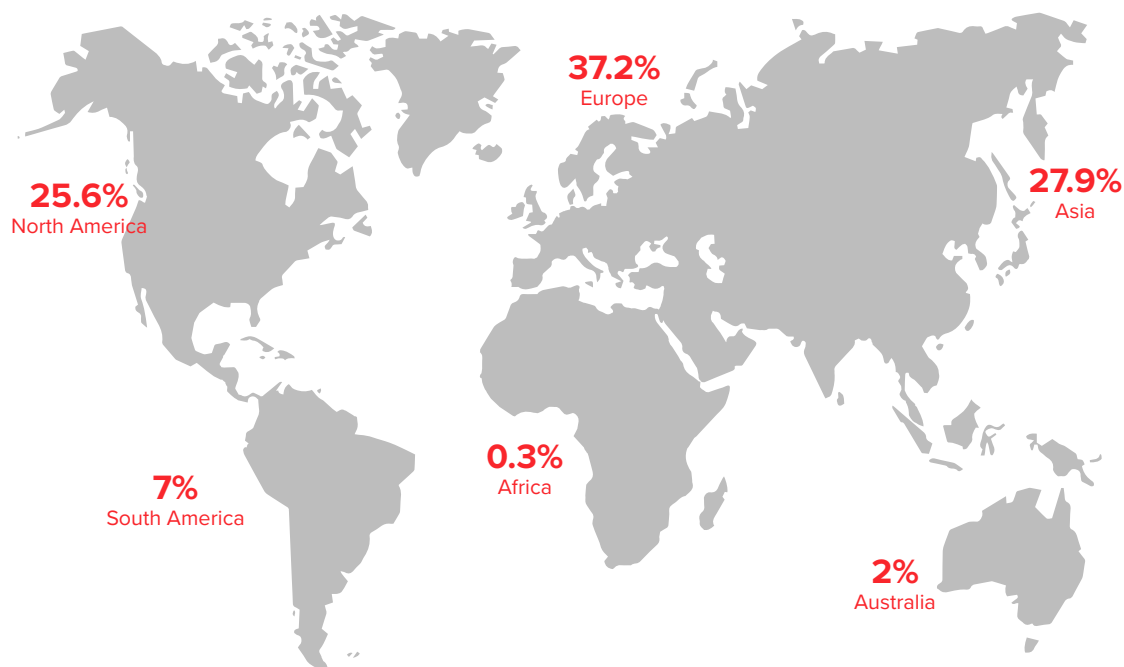 37.2%
Europe
25.6%
North America
27.9%
Asia
0.3%
Africa
7%
South America
2%
Australia